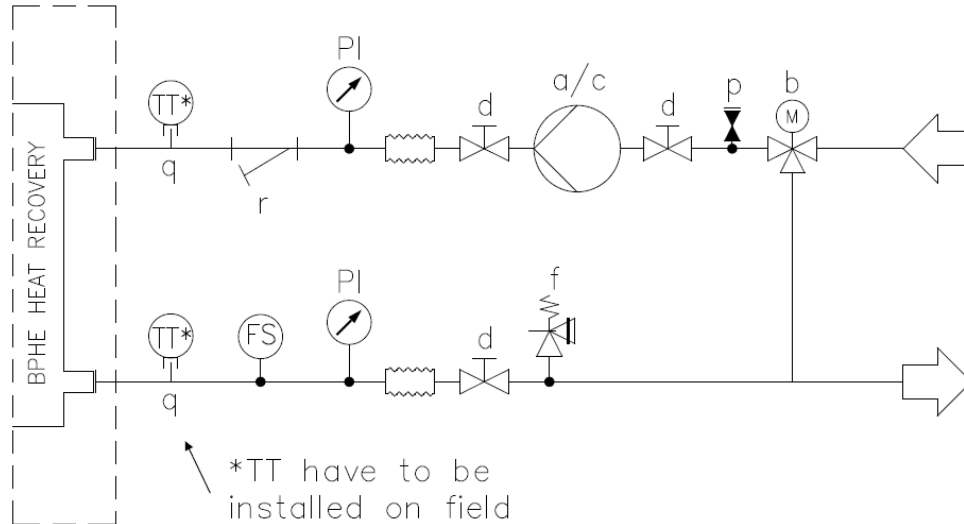 PI
a/c
b
TT*
d
d
p
M
q
r
BPHE HEAT RECOVERY
PI
f
TT*
FS
d
q
*TT have to be
installed on field